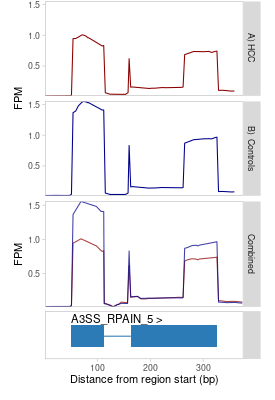 1.5
1.0
0.5
FPM
A) HCC
1.5
1.0
0.5
B) Controls
1.5
1.0
0.5
FPM
Combined
A3SS_RPAIN_5 >
100 200 300
Distance from region start (bp)